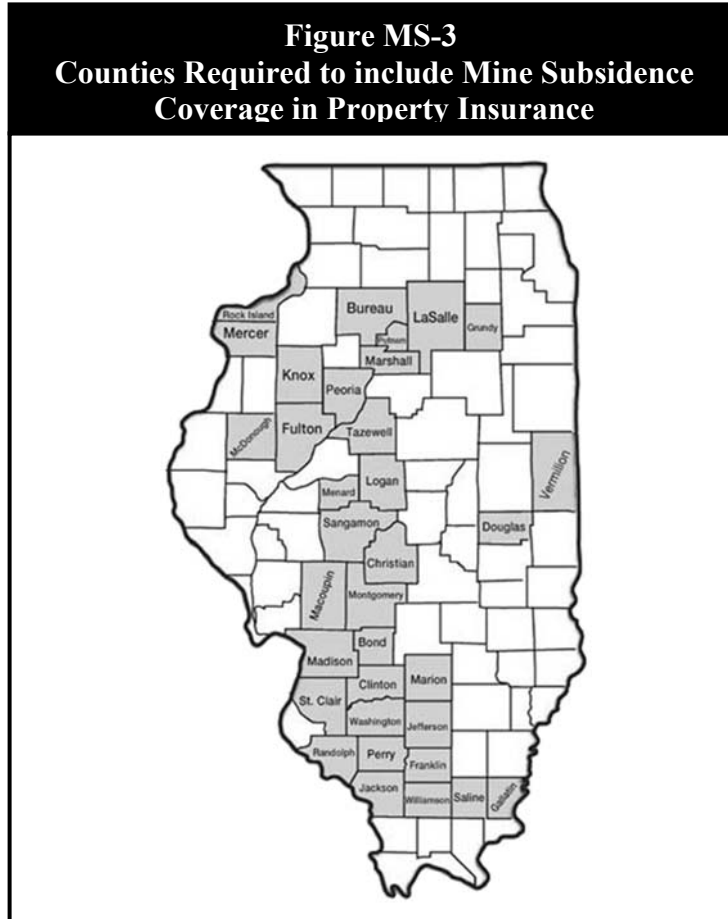 Figure MS-3
Counties Required to include Mine Subsidence
Coverage in Property Insurance
Rock Island
Mercer
Bureau
LaSalle
Putnam
Grundy
Marshall
Knox
Peoria
McDonough
Fulton
Tazewell
Vermilion
Menard
Logan
Sangamon
Douglas
Christian
Macoupin
Montgomery
Bond
Madison
Clinton
Marion
St. Clair
Washington
Jefferson
Randolph
Perry
Franklin
Jackson
Williamson
Saline
Gallatin